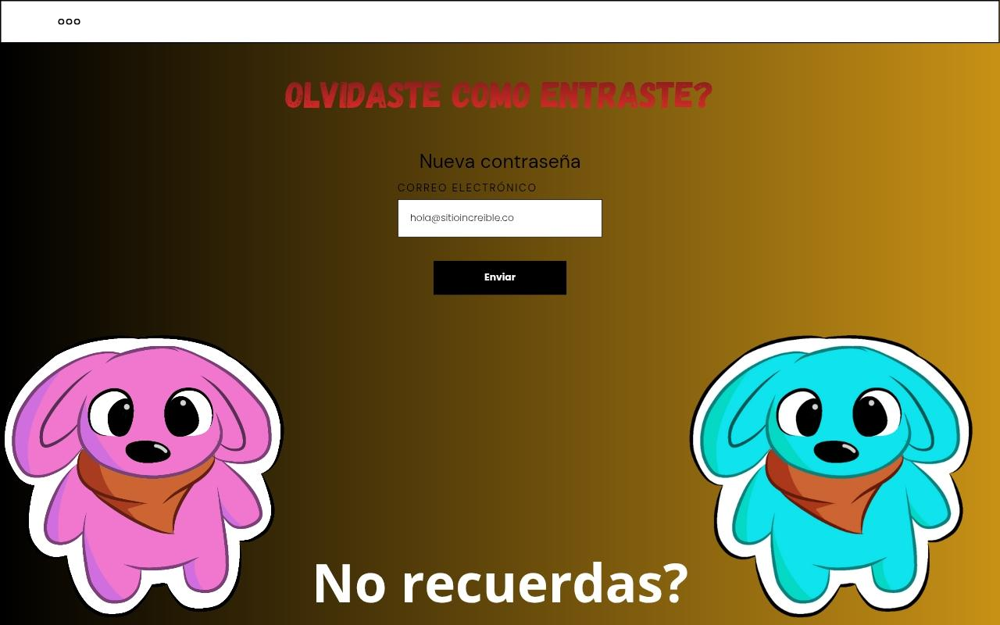 OLVIDASTE COMO ENTRASTE?
Nueva contraseña
CORREO ELECTRÓNICO
hola@sitioincreible.co
Enviar
No recuerdas?